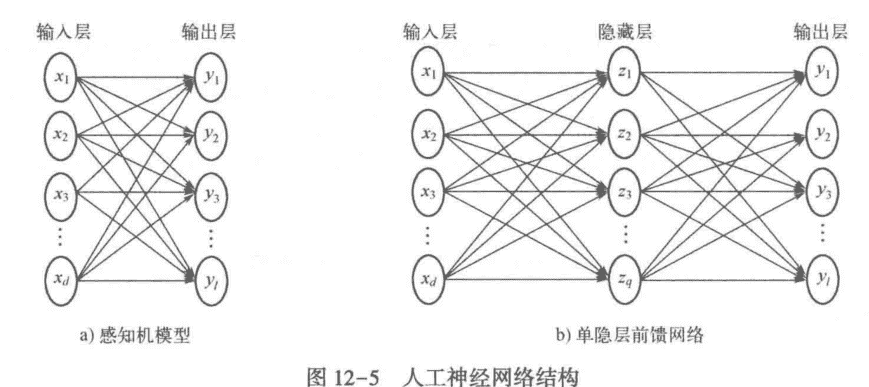 输入层 输出层 输入层 隐藏层 输出层
x1 y1 x1 z1 y1
x2 y2 x2 z2 y2
x3 y3 x3 z3 y3
⋮ ⋮ ⋮ ⋮ ⋮
xd yl xd zq yl
a) 感知机模型 b) 单隐层前馈网络
图 12-5 人工神经网络结构